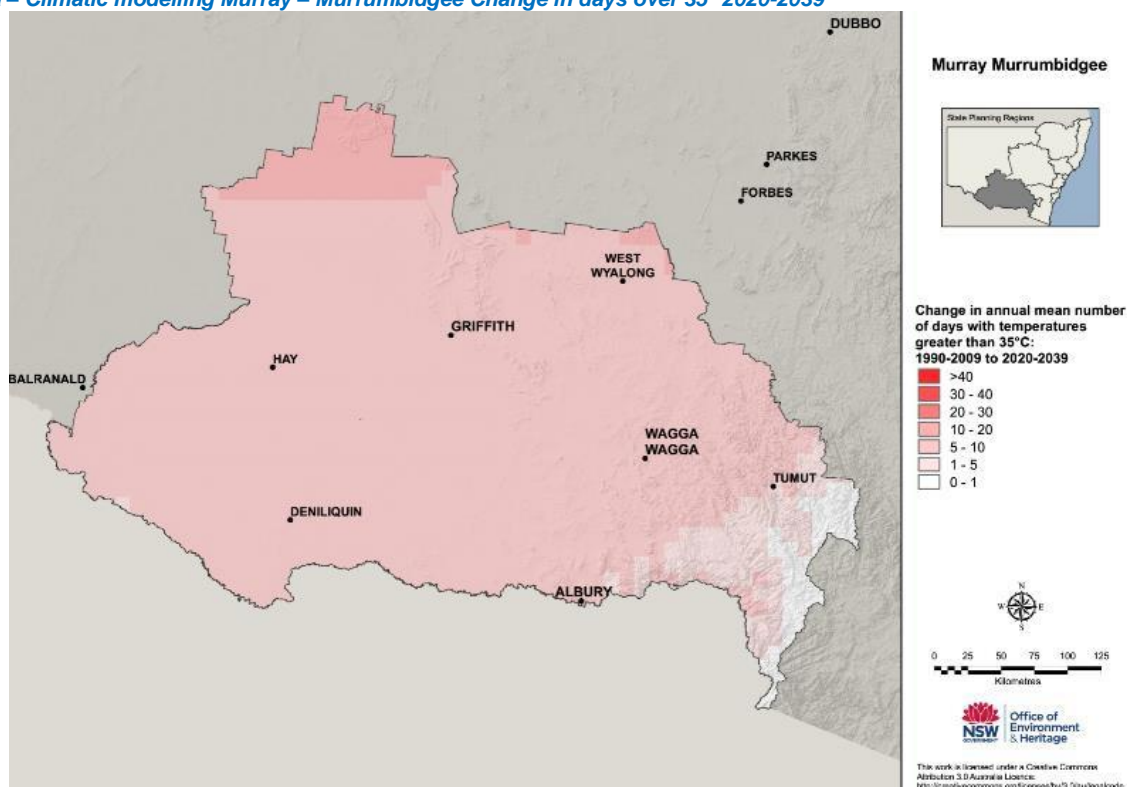 – Climatic modelling Murray – Murrumbidgee Change in days over 35° 2020-2039
DUBBO
PARKES
FORBES
WEST
WYALONG
GRIFFITH
HAY
BALRANALD
WAGGA
WAGGA
TUMUT
DENILIQUIN
ALBURY
Murray Murrumbidgee
State Planning Regions
Change in annual mean number
of days with temperatures
greater than 35°C:
1990-2009 to 2020-2039
>40
30 - 40
20 - 30
10 - 20
5 - 10
1 - 5
0 - 1
N
W E
S
0 25 50 75 100 125
Kilometres
NSW
GOVERNMENT
Office of
Environment
& Heritage
This work is licensed under a Creative Commons
Attribution 3.0 Australia Licence: